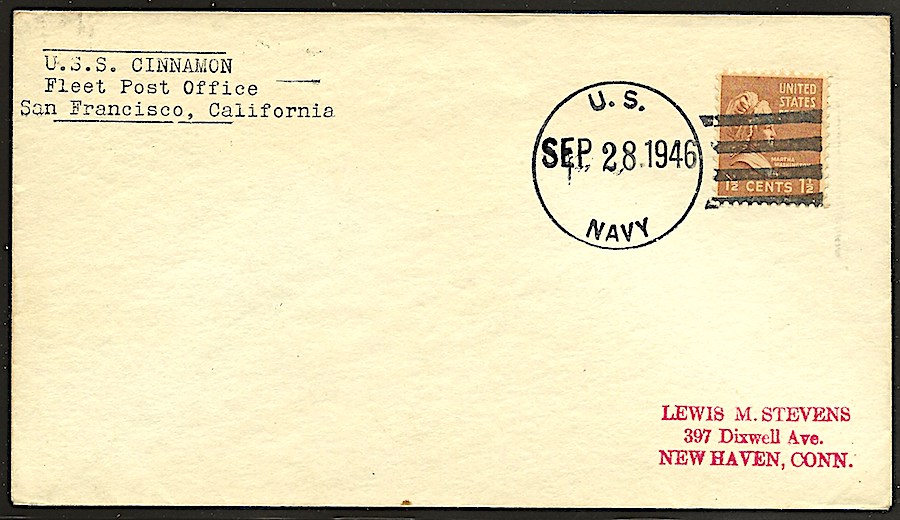 U.S.S. CINNAMON
Fleet Post Office
San Francisco, California
U. S.
SEP 28.1946
NAVY
UNITED
STATES
MARTHA
WASHINGTON
1½ CENTS 1½
LEWIS M. STEVENS
397 Dixwell Ave.
NEW HAVEN, CONN.